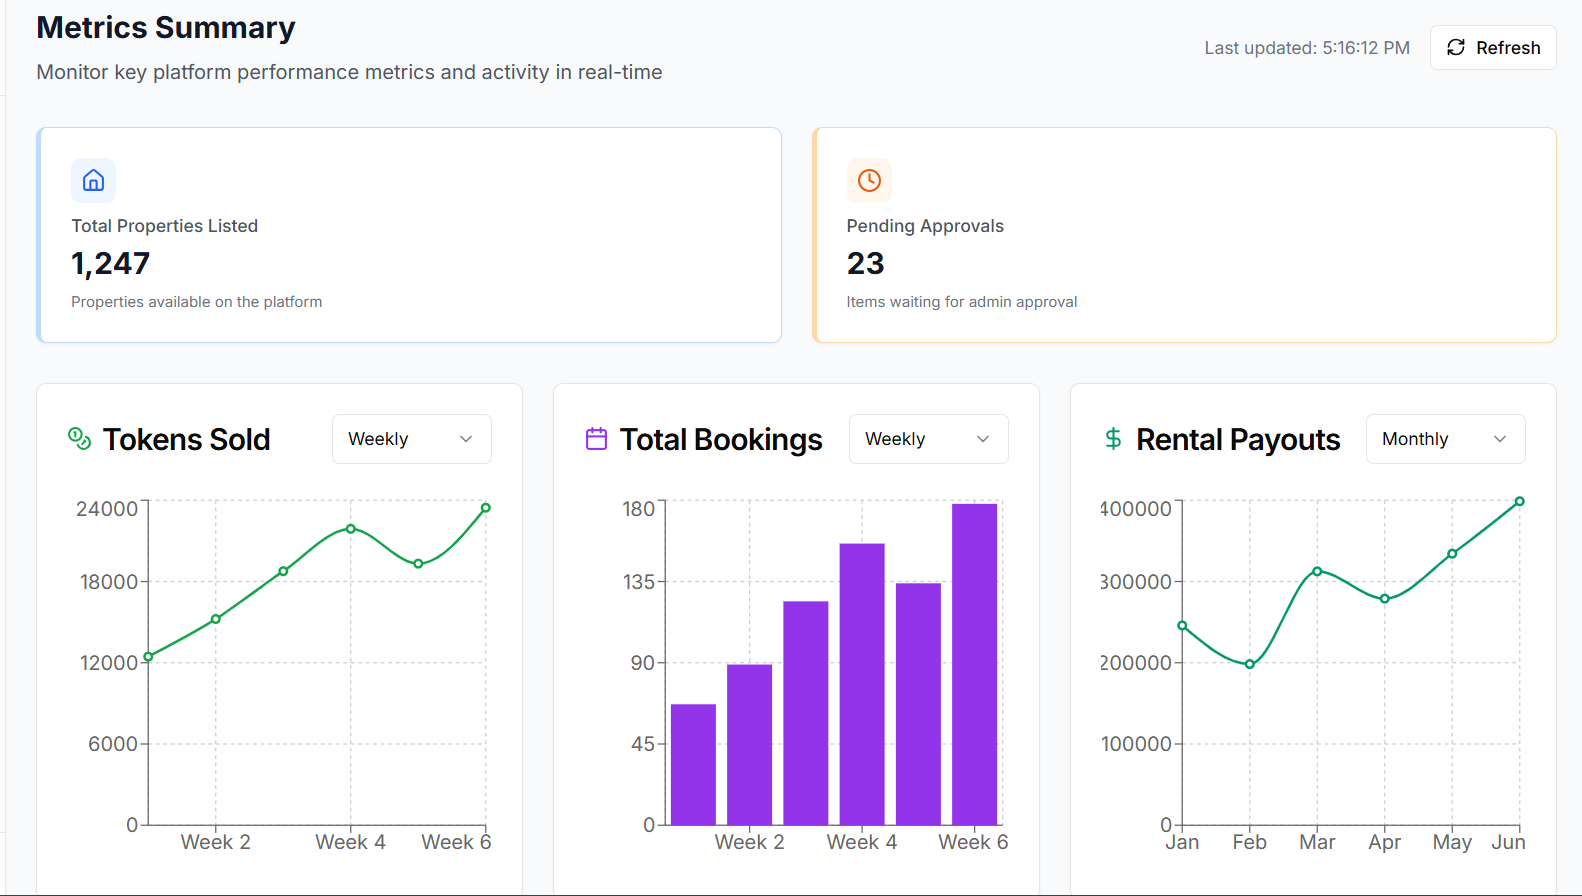 Metrics Summary
Monitor key platform performance metrics and activity in real-time
Last updated: 5:16:12 PM
Refresh
Total Properties Listed
1,247
Properties available on the platform
Pending Approvals
23
Items waiting for admin approval
Tokens Sold
Weekly
24000
18000
12000
6000
0
Week 2 Week 4 Week 6
Total Bookings
Weekly
180
135
90
45
0
Week 2 Week 4 Week 6
Rental Payouts
Monthly
400000
300000
200000
100000
0
Jan Feb Mar Apr May Jun